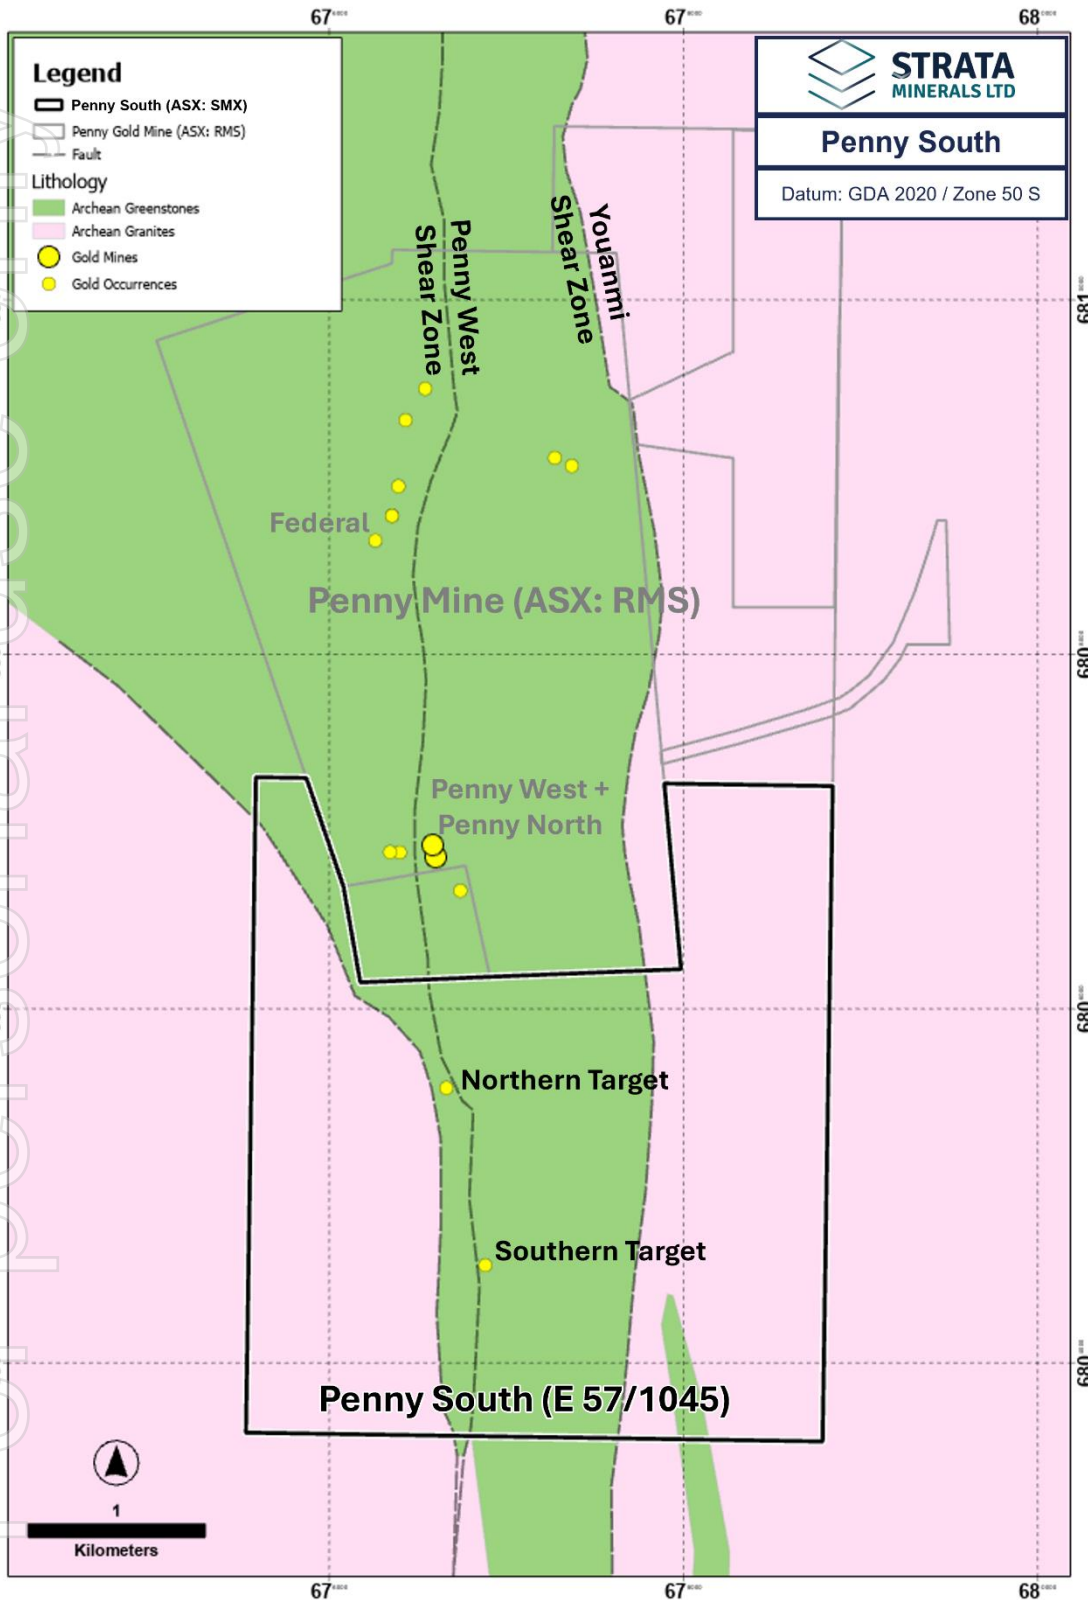 67
67
68
Legend
Penny South (ASX: SMX)
Penny Gold Mine (ASX: RMS)
Fault
Lithology
Archean Greenstones
Archean Granites
Gold Mines
Gold Occurrences
STRATA
MINERALS LTD
Penny South
Datum: GDA 2020 / Zone 50 S
Penny West
Shear Zone
Youanmi
Shear Zone
681
Federal
Penny Mine (ASX: RMS)
680
Penny West +
Penny North
680
Northern Target
Southern Target
680
Penny South (E 57/1045)
1
Kilometers
67
67
68